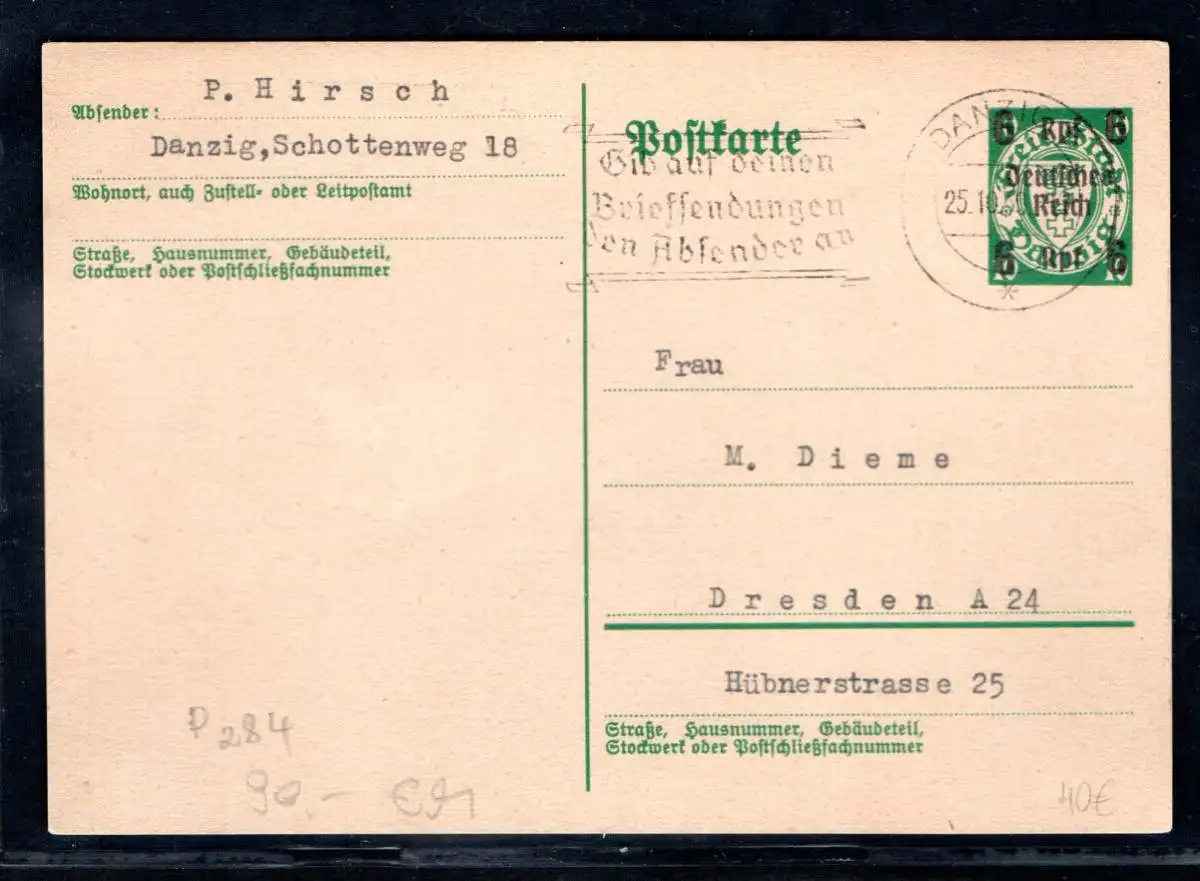 P. Hirsch
Absender:
Danzig,Schottenweg 18
Wohnort, auch Zustell- oder Leitpostamt
Straße, Hausnummer, Gebäudeteil,
Stockwerk oder Postschließfachnummer
P 284
90.-
Postkarte
Gib auf deinen
Briefsendungen
den Absender an
DANZIG
25.10.
6 Rpf 6
Deutsches
Reich
6 Rpf 6
Frau
M. Dieme
Dresden A 24
Hübnerstrasse 25
Straße, Hausnummer, Gebäudeteil,
Stockwerk oder Postschließfachnummer
40€